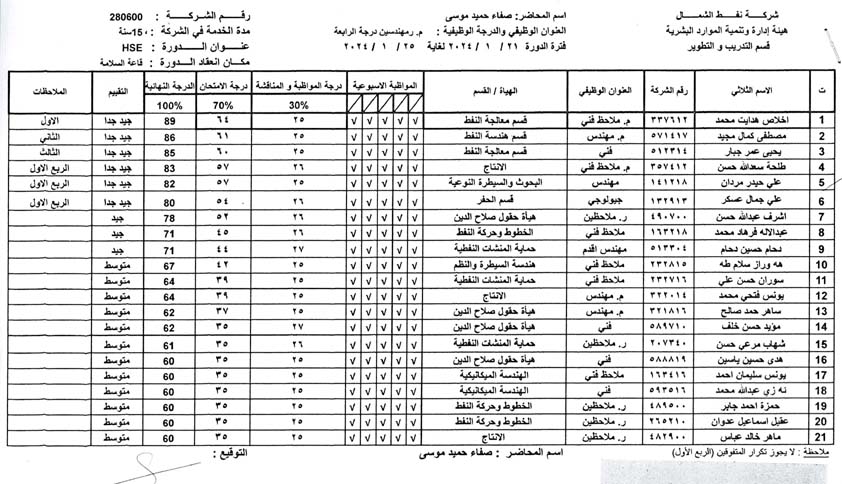 شركة نفط الشمال
هيئة إدارة وتنمية الموارد البشرية
قسم التدريب و التطوير
اسم المحاضر: صفاء حميد موسى
العنوان الوظيفي والدرجة الوظيفية: م.رمهندسين درجة الرابعة
فترة الدورة ٢١ / ١ / ٢٠٢٤ لغاية ٢٥ / ١ / ٢٠٢٤
رقم الشركة : 280600
مدة الخدمة في الشركة : ١٥٠سنة
عنوان الدورة : HSE
مكان إنعقاد الدورة : قاعة السلامة
ت الاسم الثلاثي رقم الشركة العنوان الوظيفي الهيأة / القسم المواظبة الاسبوعية درجة المواظبة و المناقشة درجة الامتحان الدرجة النهائية التقييم الملاحظات
30% 70% 100%
1 اخلاص هدايت محمد ٣٣٧٦١٢ م. ملاحظ فني قسم معالجة النفط √ √ √ √ √ ٢٥ ٦٤ 89 جيد جدا الاول
2 مصطفى كمال مجيد ٥٧١٤١٧ م. مهندس قسم هندسة النفط √ √ √ √ √ ٢٥ ٦١ 86 جيد جدا الثاني
3 يحيى عمر جبار ٥١٢٣١٤ فني قسم معالجة النفط √ √ √ √ √ ٢٥ ٦٠ 85 جيد جدا الثالث
4 طلحة سعدالله حسن ٣٥٧٤١٢ م. ملاحظ فني الانتاج √ √ √ √ √ ٢٦ ٥٧ 83 جيد جدا الربع الاول
5 علي حيدر مردان ١٤١٢١٨ مهندس البحوث والسيطرة النوعية √ √ √ √ √ ٢٥ ٥٧ 82 جيد جدا الربع الاول
6 علي جمال عسكر ١٣٢٩١٣ جيولوجي قسم الحفر √ √ √ √ √ ٢٦ ٥٤ 80 جيد جدا الربع الاول
7 اشرف عبدالله حسن ٤٩٠٧٠٠ ر. ملاحظين هيأة حقول صلاح الدين √ √ √ √ √ ٢٦ ٥٢ 78 جيد
8 عبدالاله فرهاد محمد ١٦٣٢١٨ ملاحظ فني الخطوط وحركة النفط √ √ √ √ √ ٢٦ ٤٥ 71 جيد
9 دحام حسين دحام ٥١٣٣٠٤ مهندس اقدم حماية المنشات النفطية √ √ √ √ √ ٢٧ ٤٤ 71 جيد
10 هه وراز سلام طه ٢٣٢٨١٥ ملاحظ فني هندسة السيطرة والنظم √ √ √ √ √ ٢٥ ٤٢ 67 متوسط
11 سوران حسن علي ٢٣٢٧١٦ ملاحظ فني حماية المنشات النفطية √ √ √ √ √ ٢٥ ٣٩ 64 متوسط
12 يونس فتحي محمد ٣٢٢٠١٤ م. مهندس الانتاج √ √ √ √ √ ٢٥ ٣٩ 64 متوسط
13 ساهر حمد صالح ٣٢١٨١٦ م. مهندس هيأة حقول صلاح الدين √ √ √ √ √ ٢٥ ٣٧ 62 متوسط
14 مؤيد حسن خلف ٥٨٩٧١٠ فني هيأة حقول صلاح الدين √ √ √ √ √ ٢٧ ٣٥ 62 متوسط
15 شهاب مرعي حسن ٢٠٧٣٤٠ ر. ملاحظين حماية المنشات النفطية √ √ √ √ √ ٢٦ ٣٥ 61 متوسط
16 هدى حسين ياسين ٥٨٨٨١٩ فني هيأة حقول صلاح الدين √ √ √ √ √ ٢٥ ٣٥ 60 متوسط
17 يونس سليمان احمد ١٦٣٤١٦ ملاحظ فني الهندسة الميكانيكية √ √ √ √ √ ٢٥ ٣٥ 60 متوسط
18 نه زي عبدالله محمد ٥٩٣٥١٦ فني الهندسة الميكانيكية √ √ √ √ √ ٢٥ ٣٥ 60 متوسط
19 حمزة احمد جابر ٤٨٩٥٠٠ ر. ملاحظين الخطوط وحركة النفط √ √ √ √ √ ٢٥ ٣٥ 60 متوسط
20 عقيل اسماعيل عدوان ٢٦٥٢١٠ ر. ملاحظين الخطوط وحركة النفط √ √ √ √ √ ٢٥ ٣٥ 60 متوسط
21 ماهر خالد عباس ٤٨٢٩٠٠ ر. ملاحظين الانتاج √ √ √ √ √ ٢٥ ٣٥ 60 متوسط
ملاحظة : لا يجوز تكرار المتفوقين (الربع الأول)
اسم المحاضر : صفاء حميد موسى
التوقيع :